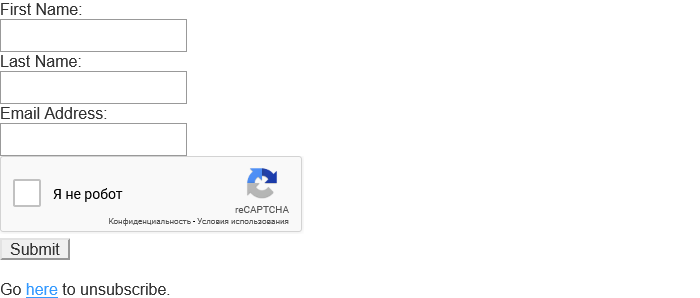 First Name:
Last Name:
Email Address:
Я не робот
reCAPTCHA
Конфиденциальность - Условия использования
Submit
Go here to unsubscribe.